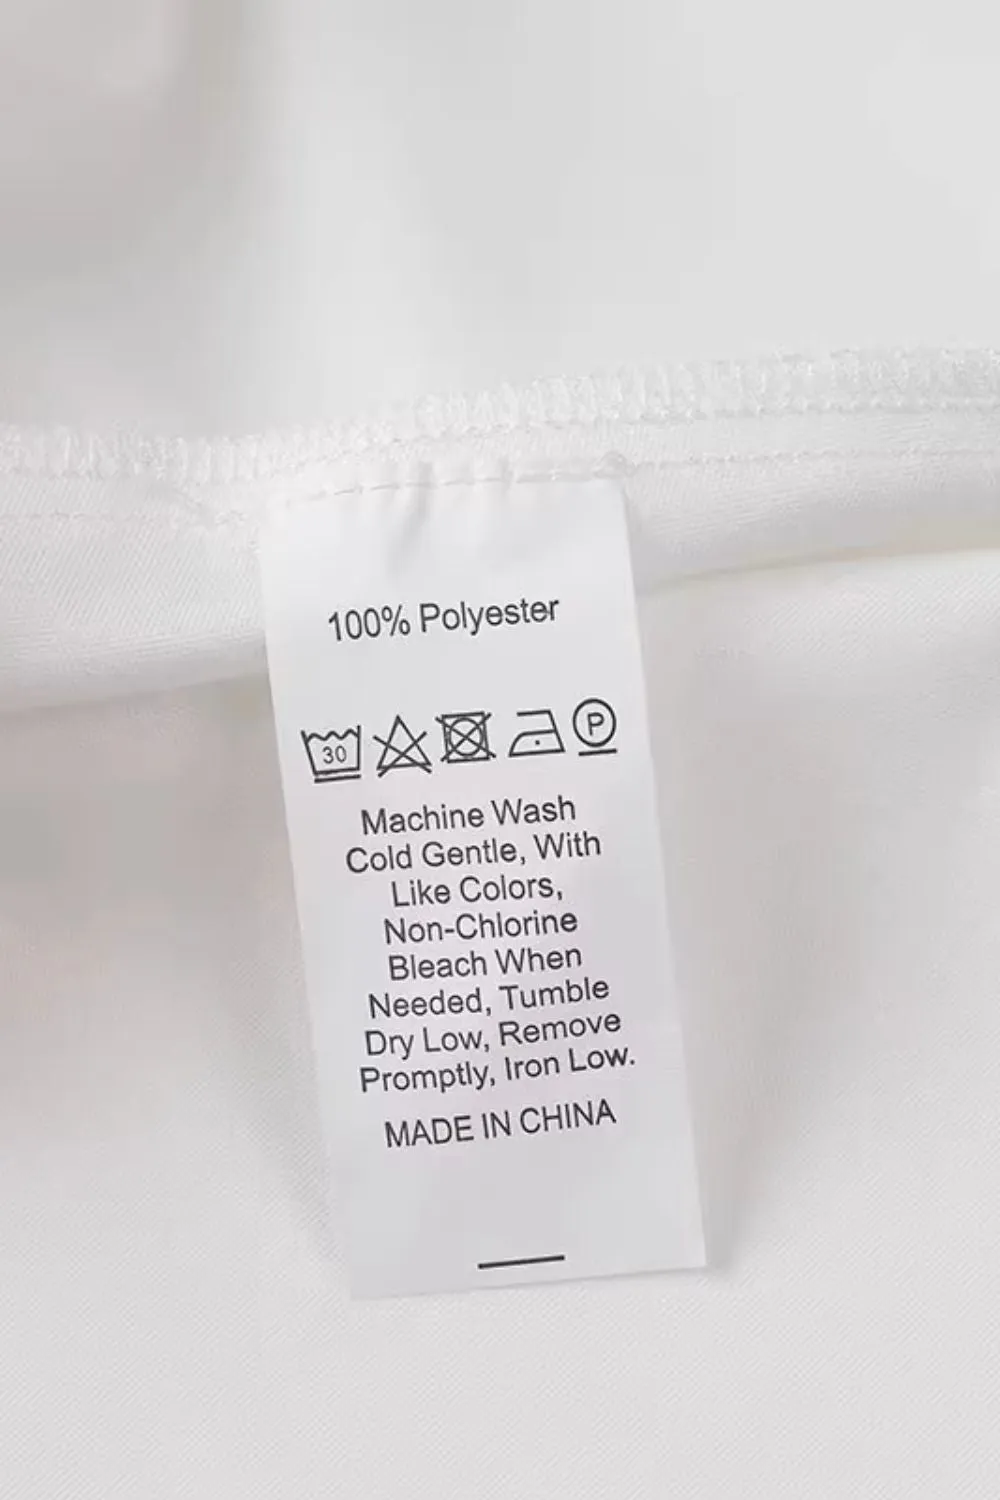 100% Polyester
30 P
Machine Wash
Cold Gentle, With
Like Colors,
Non-Chlorine
Bleach When
Needed, Tumble
Dry Low, Remove
Promptly, Iron Low.
MADE IN CHINA